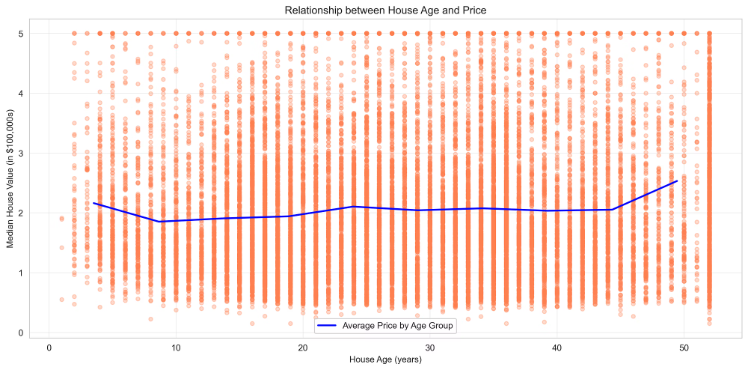 Relationship between House Age and Price
Median House Value (in $100,000s)
5
4
3
2
1
0
Average Price by Age Group
0 10 20 30 40 50
House Age (years)